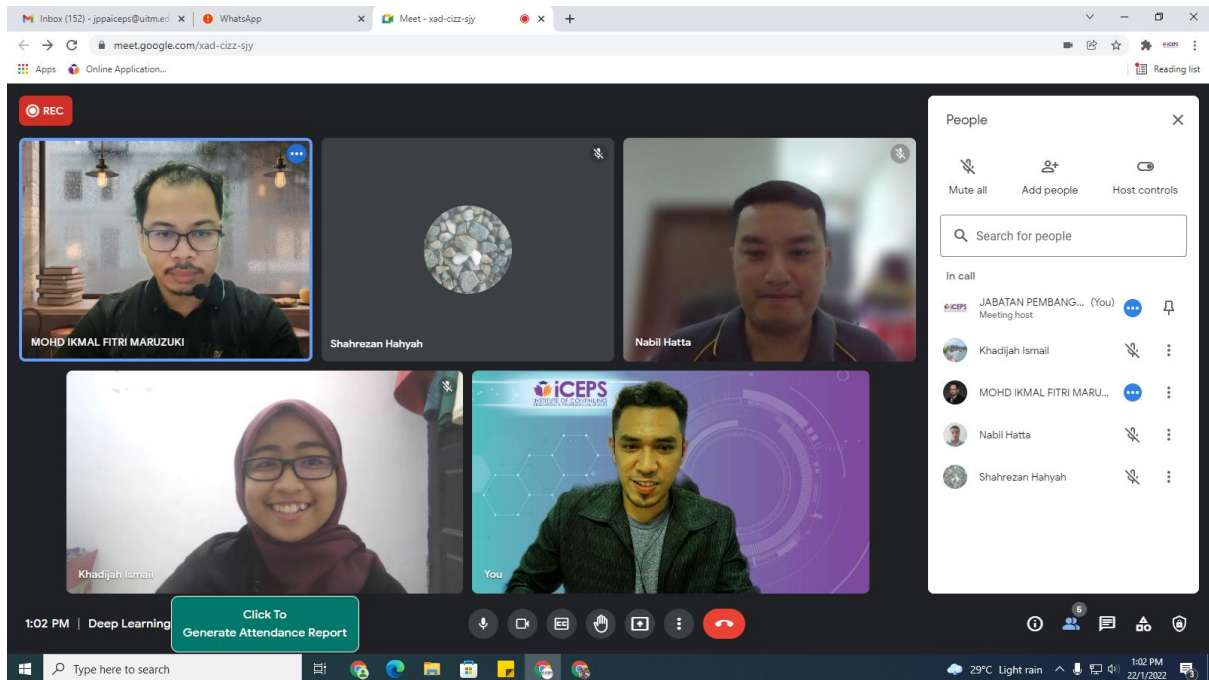 Inbox (152) - jppaiceps@uitm.ed
WhatsApp
Meet - xad-cizz-sjy
meet.google.com/xad-cizz-sjy
Apps
Online Application...
Reading list
REC
MOHD IKMAL FITRI MARUZUKI
Shahrezan Hahyah
Nabil Hatta
Khadijah Ismail
iCEPS
You
People
Mute all
Add people
Host controls
Search for people
In call
iCEPS
JABATAN PEMBANG... (You)
Meeting host
Khadijah Ismail
MOHD IKMAL FITRI MARU...
Nabil Hatta
Shahrezan Hahyah
1:02 PM | Deep Learning
Click To
Generate Attendance Report
CC
Type here to search
29°C Light rain
1:02 PM
22/1/2022